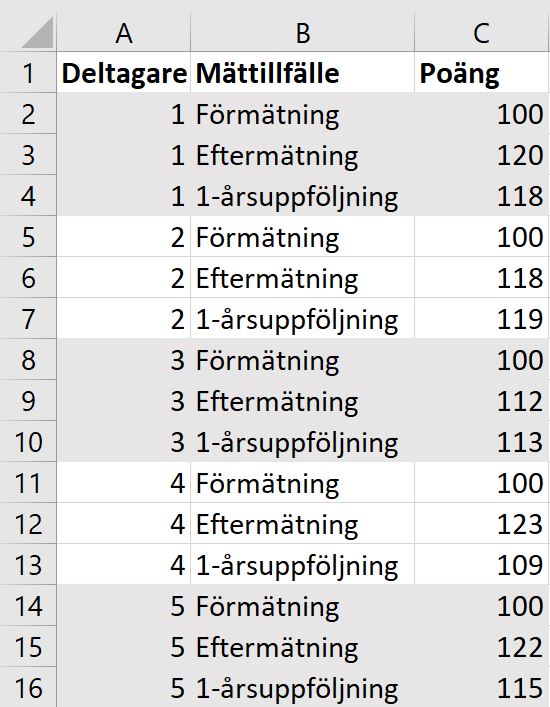 A B C
1 Deltagare Mättillfälle Poäng
2 1 Förmätning 100
3 1 Eftermätning 120
4 1 1-årsuppföljning 118
5 2 Förmätning 100
6 2 Eftermätning 118
7 2 1-årsuppföljning 119
8 3 Förmätning 100
9 3 Eftermätning 112
10 3 1-årsuppföljning 113
11 4 Förmätning 100
12 4 Eftermätning 123
13 4 1-årsuppföljning 109
14 5 Förmätning 100
15 5 Eftermätning 122
16 5 1-årsuppföljning 115